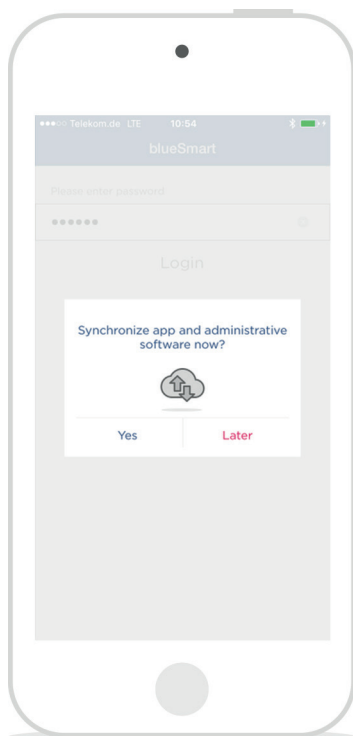 Telekom.de LTE 10:54
blueSmart
Please enter password
Login
Synchronize app and administrative
software now?
Yes Later